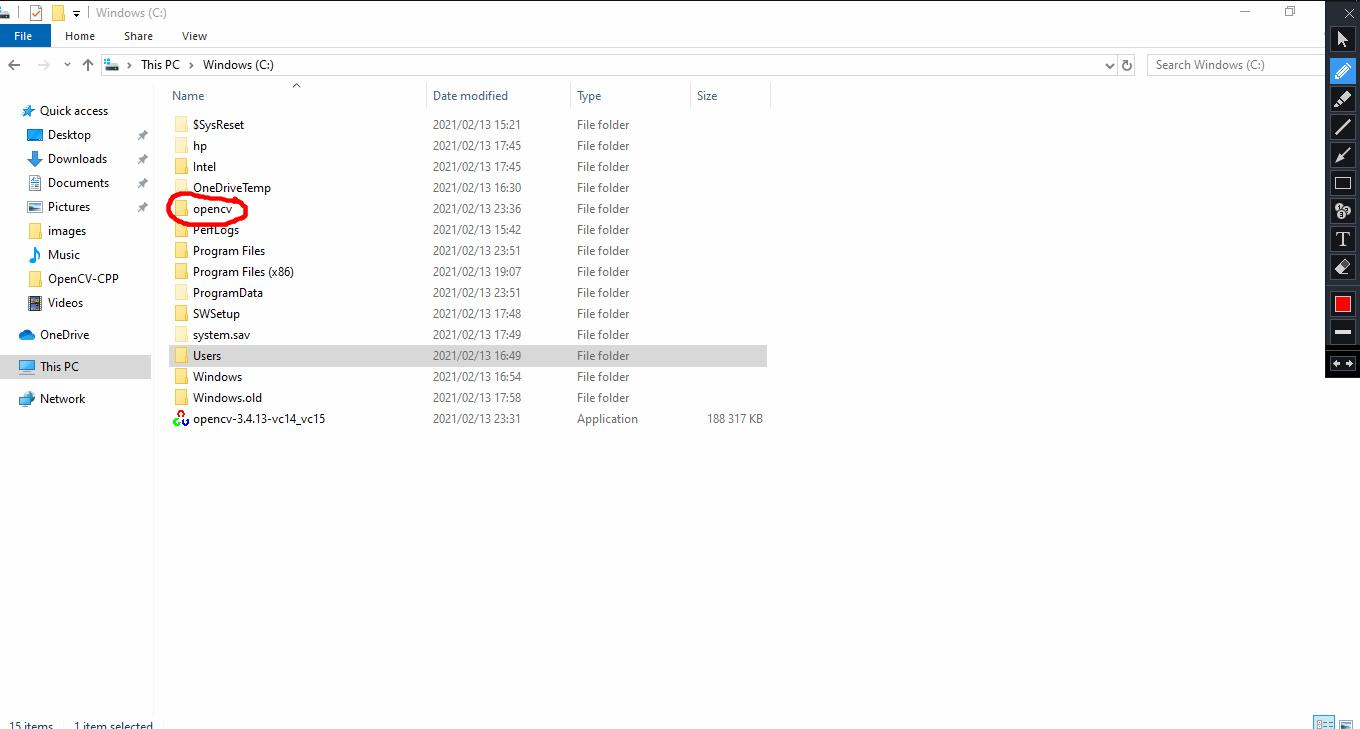 Windows (C:)
File Home Share View
This PC > Windows (C:)
Search Windows (C:)
Name Date modified Type Size
Quick access
Desktop
Downloads
Documents
Pictures
images
Music
OpenCV-CPP
Videos
OneDrive
This PC
Network
$SysReset 2021/02/13 15:21 File folder
hp 2021/02/13 17:45 File folder
Intel 2021/02/13 17:45 File folder
OneDriveTemp 2021/02/13 16:30 File folder
opencv 2021/02/13 23:36 File folder
PerfLogs 2021/02/13 15:42 File folder
Program Files 2021/02/13 23:51 File folder
Program Files (x86) 2021/02/13 19:07 File folder
ProgramData 2021/02/13 23:51 File folder
SWSetup 2021/02/13 17:48 File folder
system.sav 2021/02/13 17:49 File folder
Users 2021/02/13 16:49 File folder
Windows 2021/02/13 16:54 File folder
Windows.old 2021/02/13 17:58 File folder
opencv-3.4.13-vc14_vc15 2021/02/13 23:31 Application 188 317 KB
15 items 1 item selected
T